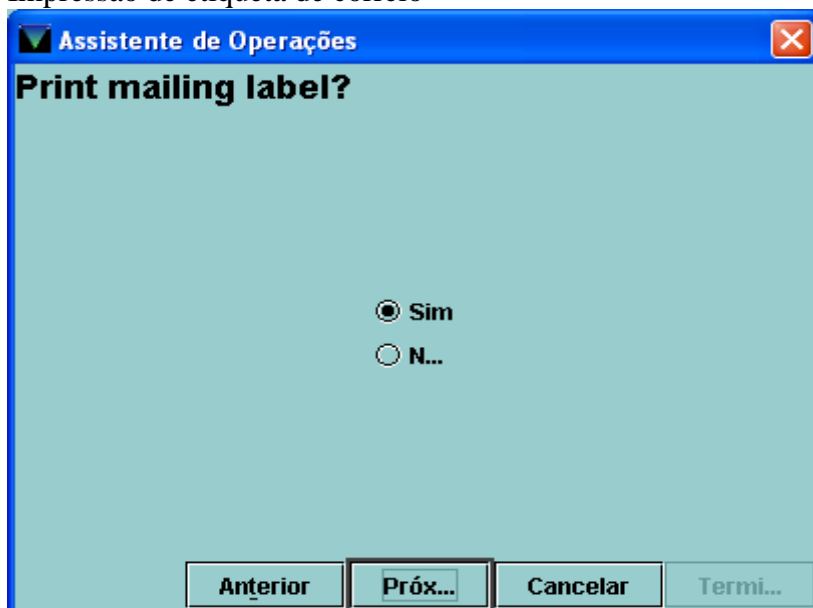 Impressão de etiqueta de correio
Assistente de Operações
Print mailing label?
Sim
N...
Anterior Próx... Cancelar Termi...